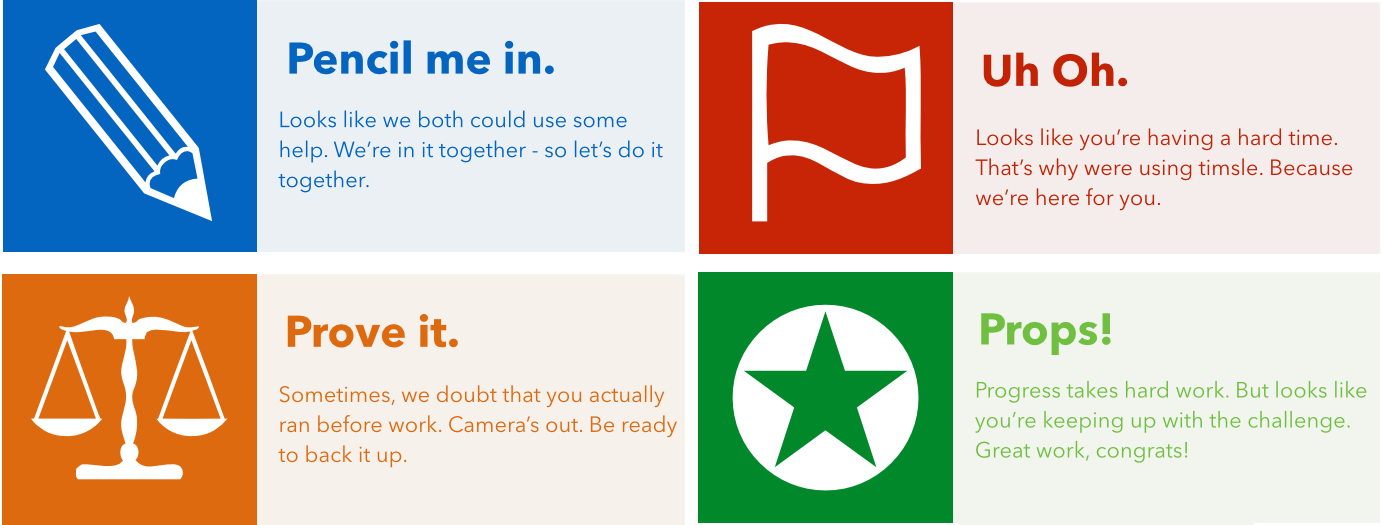 Pencil me in.
Looks like we both could use some
help. We’re in it together - so let’s do it
together.
Uh Oh.
Looks like you’re having a hard time.
That’s why were using timsle. Because
we’re here for you.
Prove it.
Sometimes, we doubt that you actually
ran before work. Camera’s out. Be ready
to back it up.
Props!
Progress takes hard work. But looks like
you’re keeping up with the challenge.
Great work, congrats!